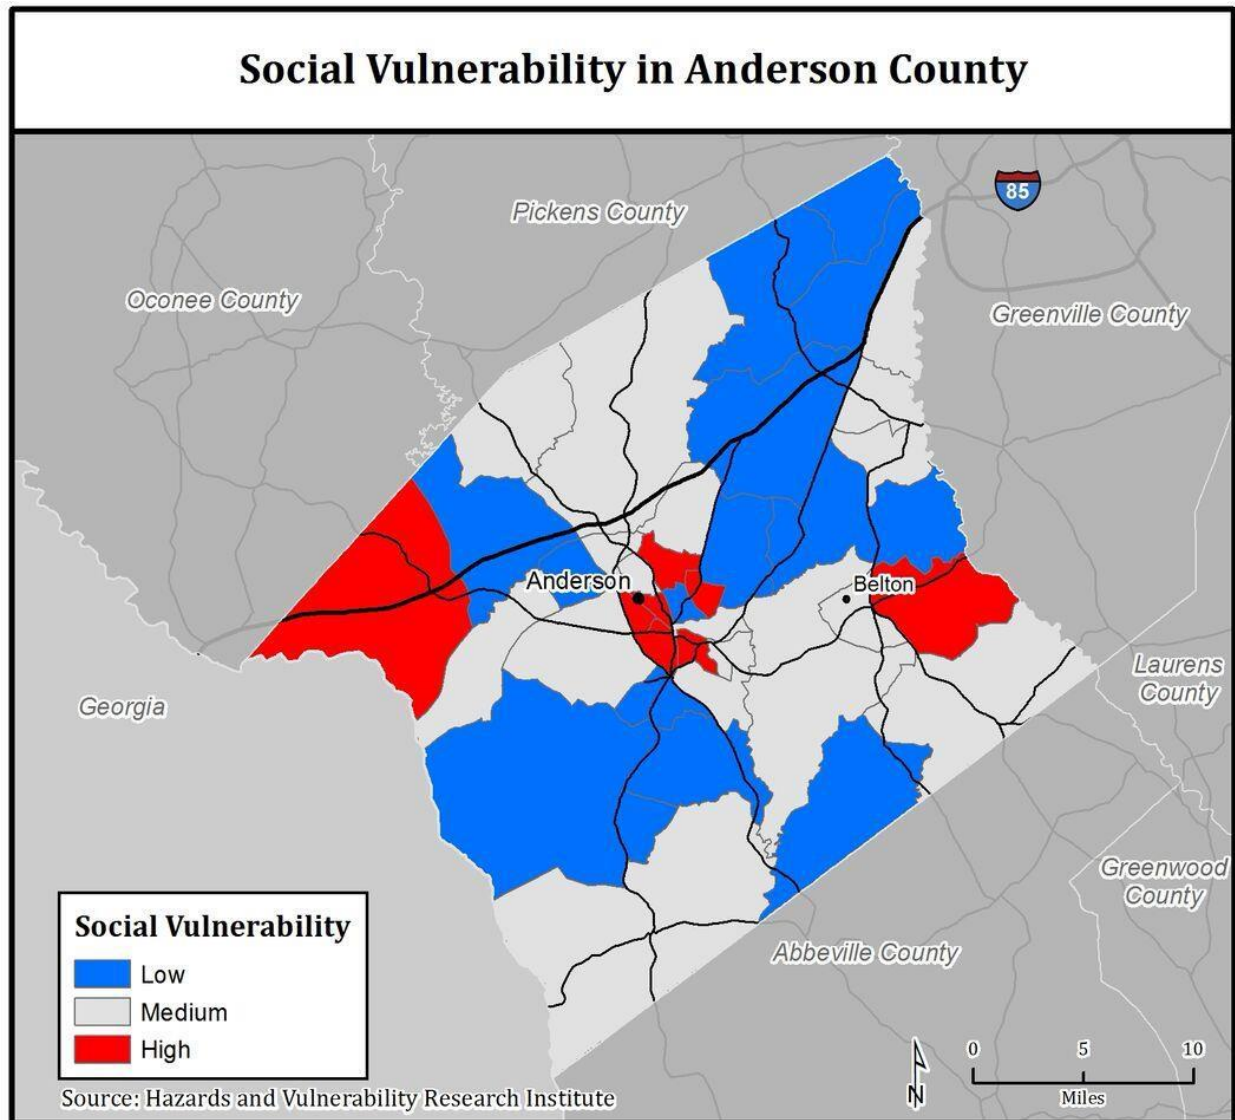 Social Vulnerability in Anderson County
85
Pickens County
Oconee County
Greenville County
Anderson
Belton
Laurens
County
Georgia
Greenwood
County
Abbeville County
Social Vulnerability
Low
Medium
High
N
0 5 10
Miles
Source: Hazards and Vulnerability Research Institute